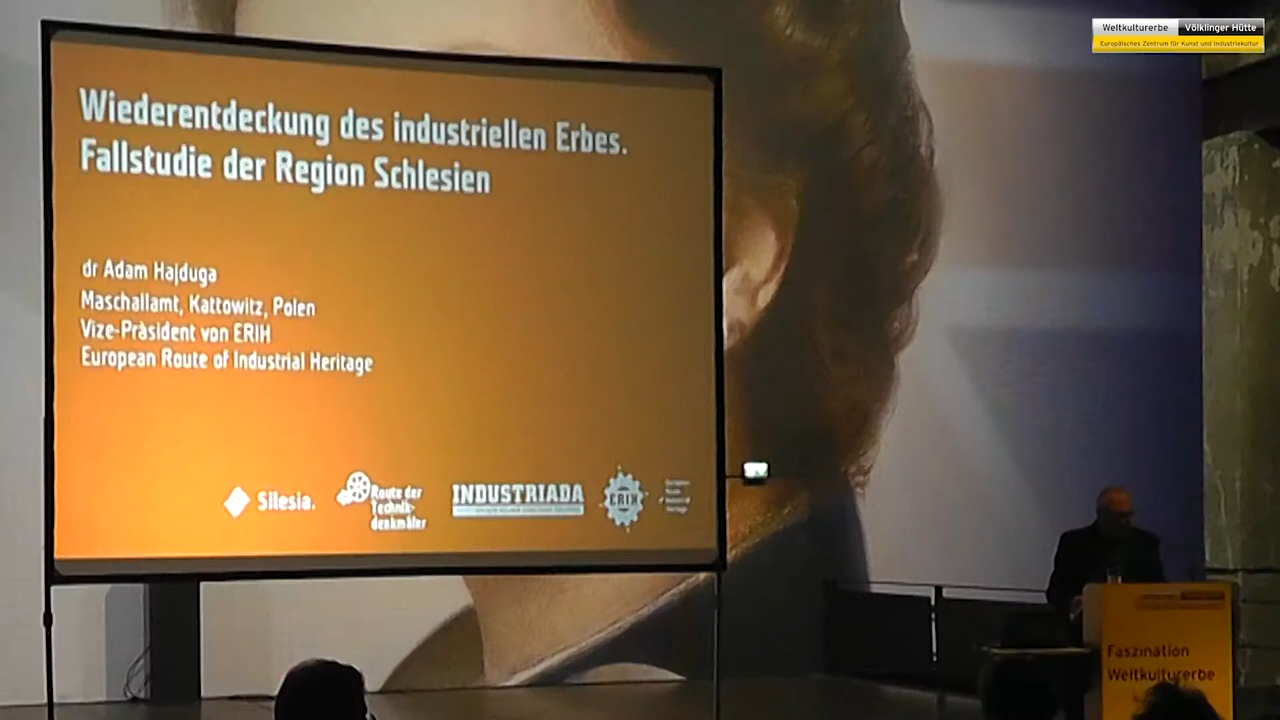 Weltkulturerbe Völklinger Hütte
Europäisches Zentrum für Kunst und Industriekultur
Wiederentdeckung des industriellen Erbes.
Fallstudie der Region Schlesien
dr Adam Hajduga
Maschallamt, Kattowitz, Polen
Vize-Präsident von ERIH
European Route of Industrial Heritage
Silesia.
Route der
Technik-
denkmäler
INDUSTRIADA
ERIH
Faszination
Weltkulturerbe